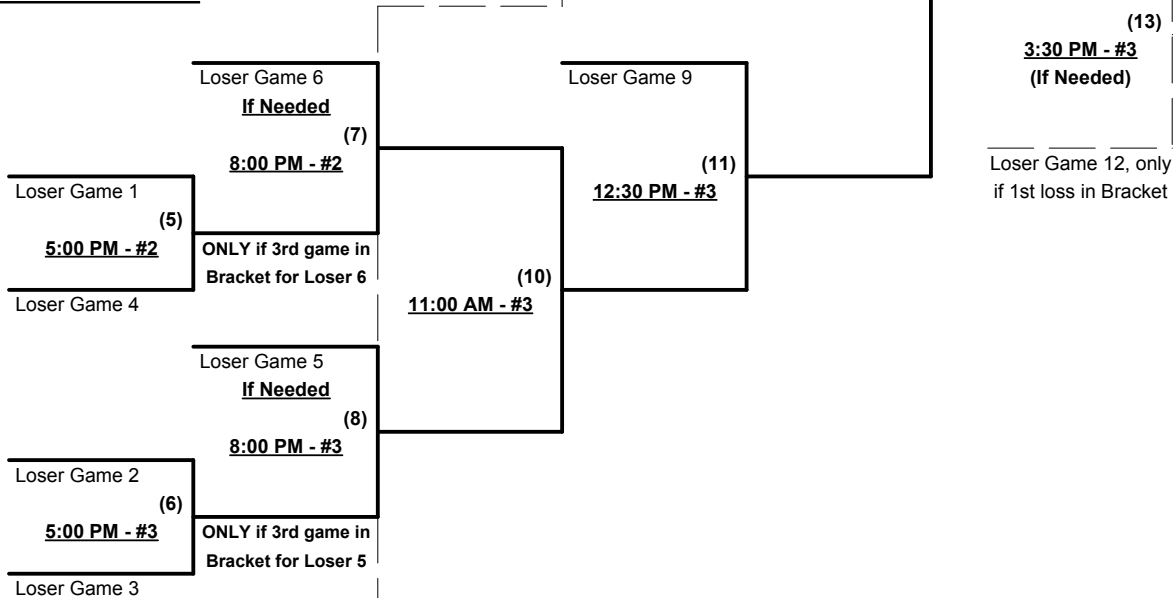 (13)
3:30 PM - #3
(If Needed)
Loser Game 12, only
if 1st loss in Bracket
Loser Game 6
If Needed
(7)
8:00 PM - #2
Loser Game 9
(11)
12:30 PM - #3
Loser Game 1
(5)
5:00 PM - #2
Loser Game 4
ONLY if 3rd game in
Bracket for Loser 6
(10)
11:00 AM - #3
Loser Game 5
If Needed
(8)
8:00 PM - #3
Loser Game 2
(6)
5:00 PM - #3
Loser Game 3
ONLY if 3rd game in
Bracket for Loser 5